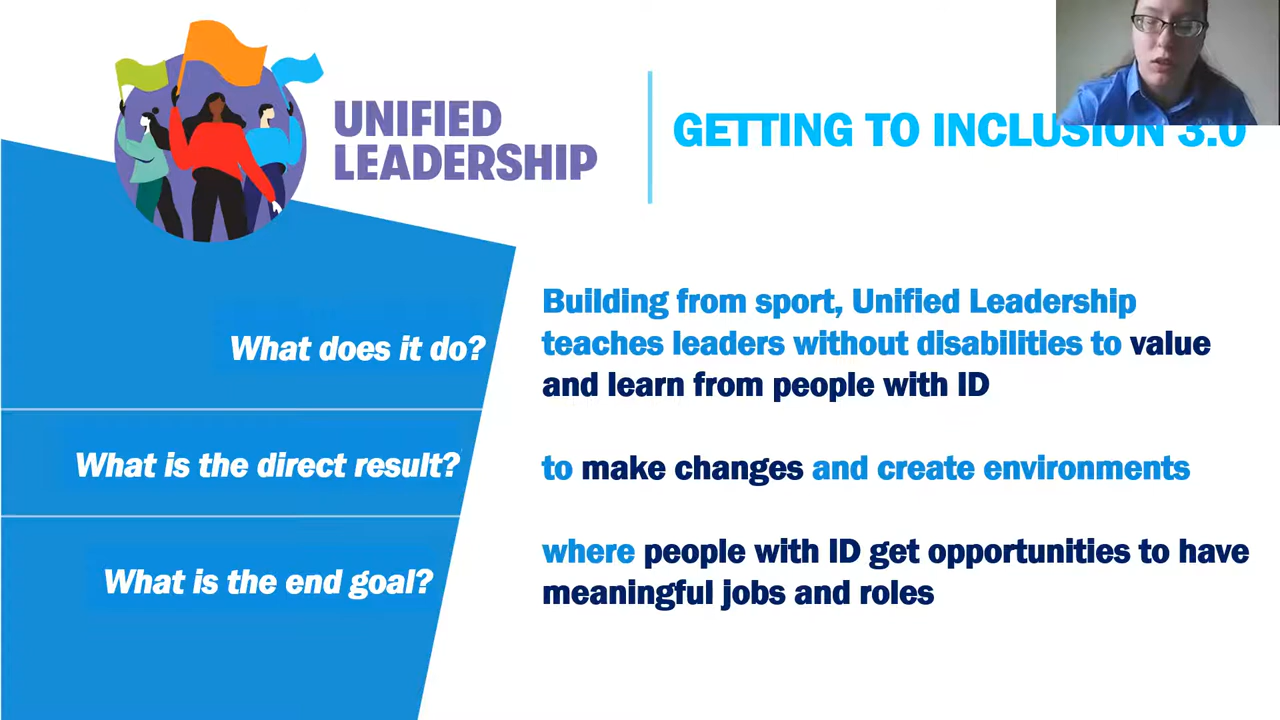 UNIFIED
LEADERSHIP
GETTING TO INCLUSION 3.0
What does it do?
Building from sport, Unified Leadership
teaches leaders without disabilities to value
and learn from people with ID
What is the direct result?
to make changes and create environments
What is the end goal?
where people with ID get opportunities to have
meaningful jobs and roles